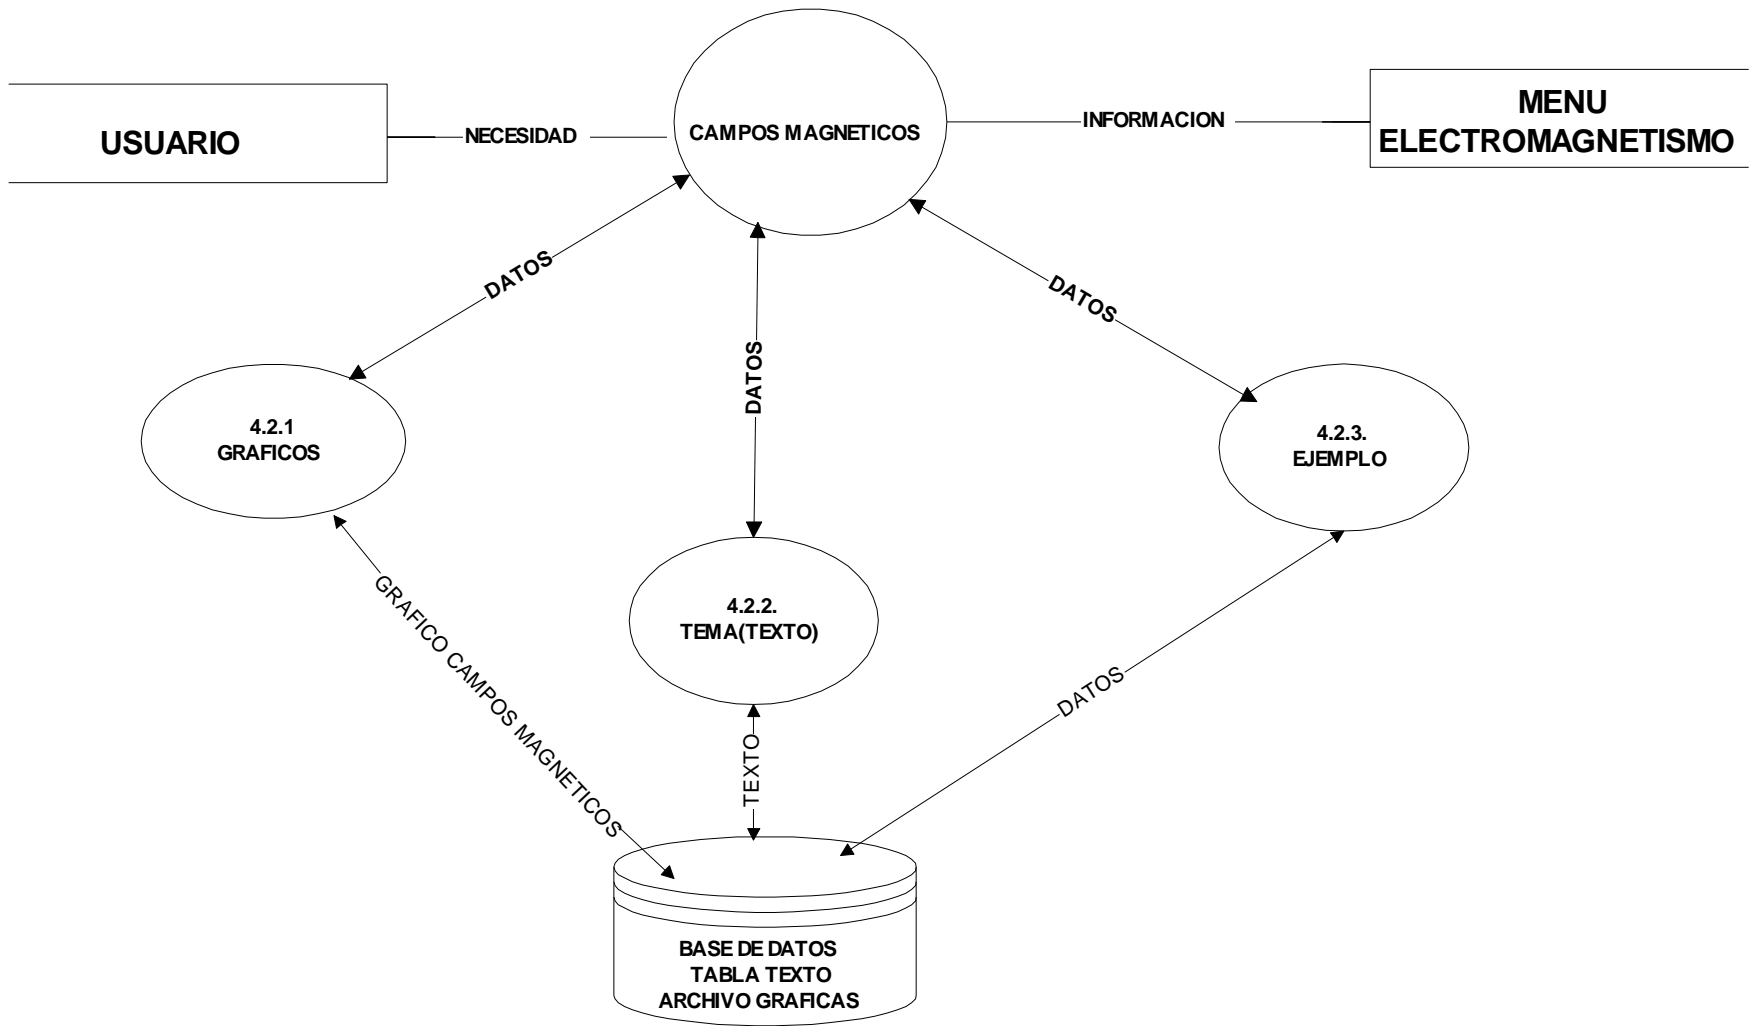 USUARIO
NECESIDAD
CAMPOS MAGNETICOS
INFORMACION
MENU
ELECTROMAGNETISMO
DATOS
DATOS
DATOS
4.2.1
GRAFICOS
4.2.2.
TEMA(TEXTO)
4.2.3.
EJEMPLO
GRAFICO CAMPOS MAGNETICOS
TEXTO
DATOS
BASE DE DATOS
TABLA TEXTO
ARCHIVO GRAFICAS